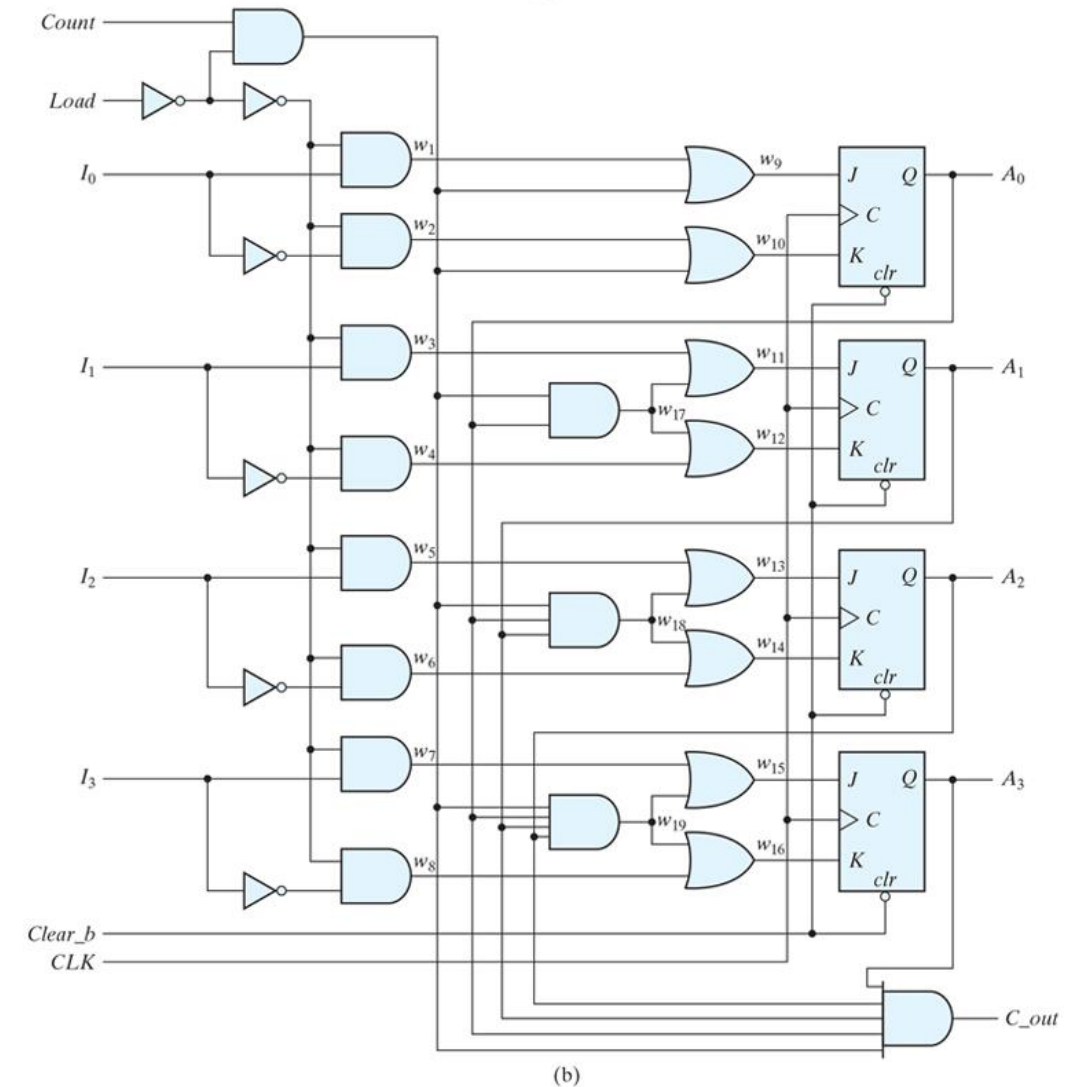 Count
Load
I0 w1 w9 J Q A0
C
w2 w10 K
clr
I1 w3 w11 J Q A1
w17 C
w4 w12 K
clr
I2 w5 w13 J Q A2
w18 C
w6 w14 K
clr
I3 w7 w15 J Q A3
w19 C
w8 w16 K
clr
Clear_b
CLK
C_out
(b)